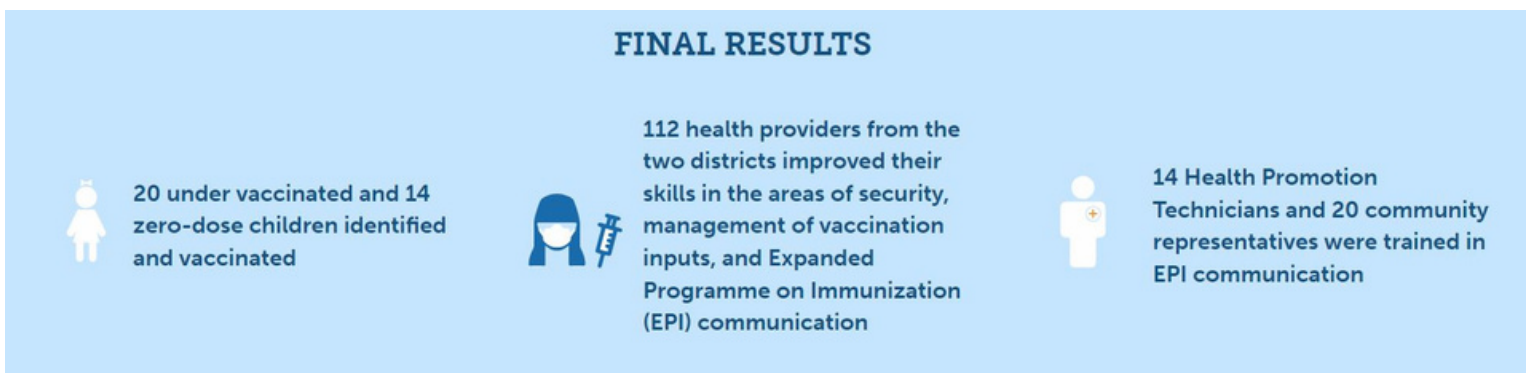 FINAL RESULTS
20 under vaccinated and 14
zero-dose children identified
and vaccinated
112 health providers from the
two districts improved their
skills in the areas of security,
management of vaccination
inputs, and Expanded
Programme on Immunization
(EPI) communication
14 Health Promotion
Technicians and 20 community
representatives were trained in
EPI communication